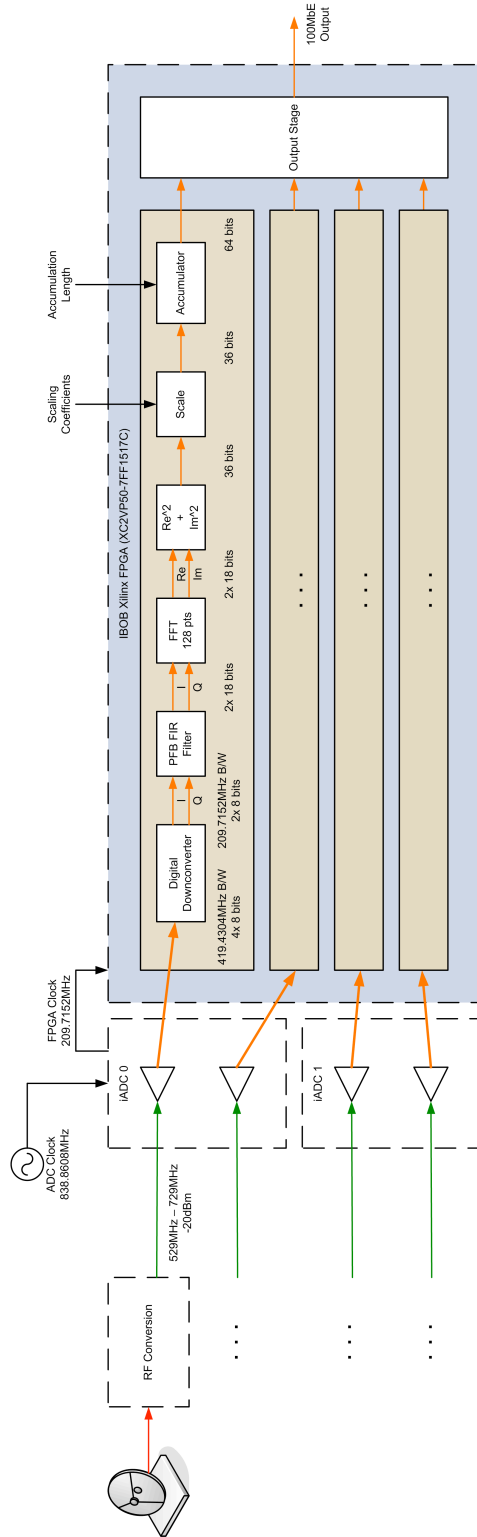 RF Conversion
529MHz – 729MHz
-20dBm
ADC Clock
838.8608MHz
iADC 0
iADC 1
FPGA Clock
209.7152MHz
IBOB Xilinx FPGA (XC2VP50-7FF1517C)
Digital
Downconverter
419.4304MHz B/W
4x 8 bits
I
Q
209.7152MHz B/W
2x 8 bits
PFB FIR
Filter
I
Q
2x 18 bits
FFT
128 pts
Re
Im
2x 18 bits
Re^2
+
Im^2
36 bits
Scaling
Coefficients
Scale
36 bits
Accumulation
Length
Accumulator
64 bits
Output Stage
100MbE
Output
. . .
. . .
. . .
. . .
. . .
. . .